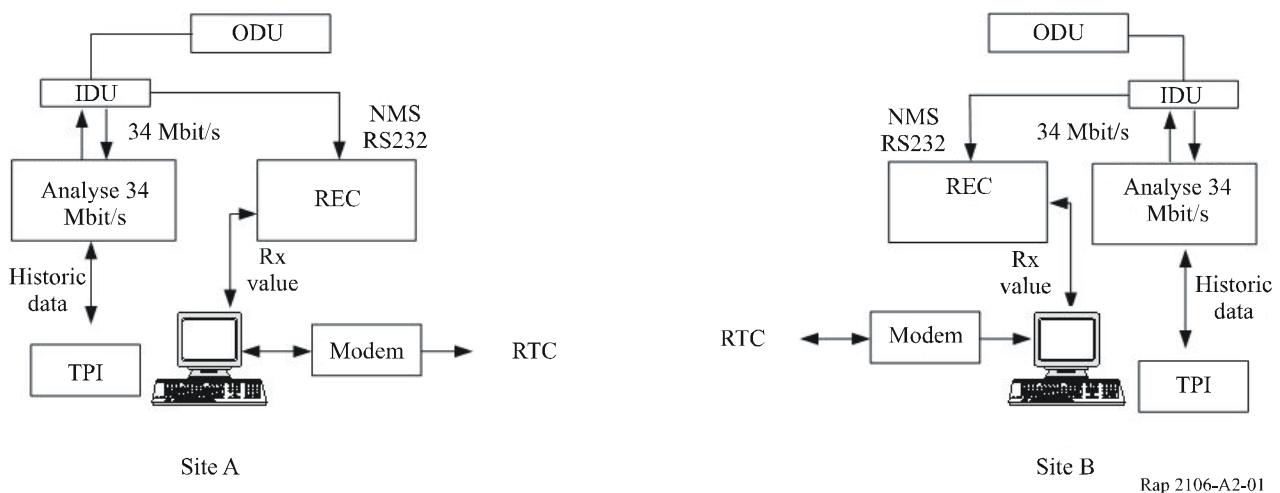 ODU
IDU
34 Mbit/s
NMS
RS232
Analyse 34
Mbit/s
REC
Historic
data
Rx
value
TPI
Modem
RTC
Site A
ODU
IDU
NMS
RS232
34 Mbit/s
REC
Analyse 34
Mbit/s
Rx
value
Historic
data
RTC
Modem
TPI
Site B
Rap 2106-A2-01